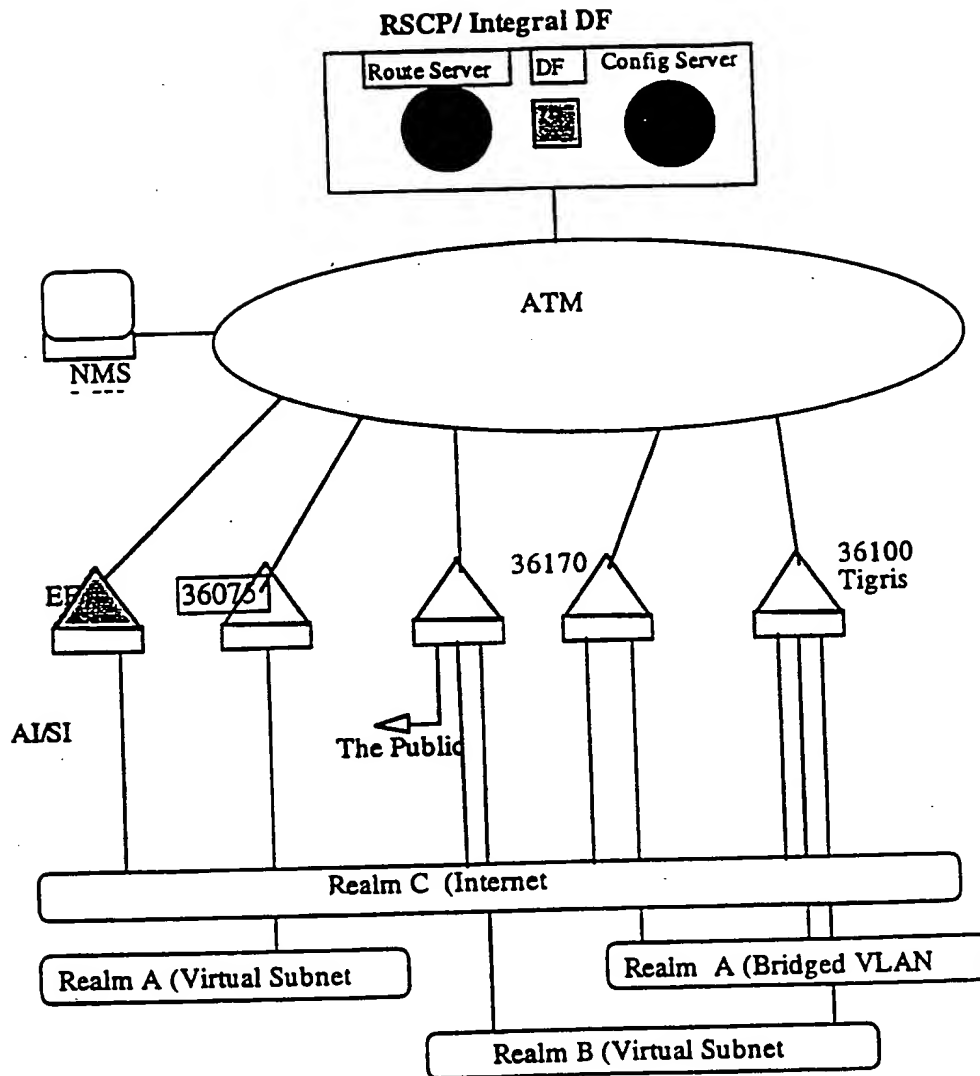 RSCP/ Integral DF
Route Server
DF
Config Server
ATM
NMS
36170
36100
Tigris
36075
AI/SI
The Public
Realm C (Internet
Realm A (Virtual Subnet
Realm A (Bridged VLAN
Realm B (Virtual Subnet